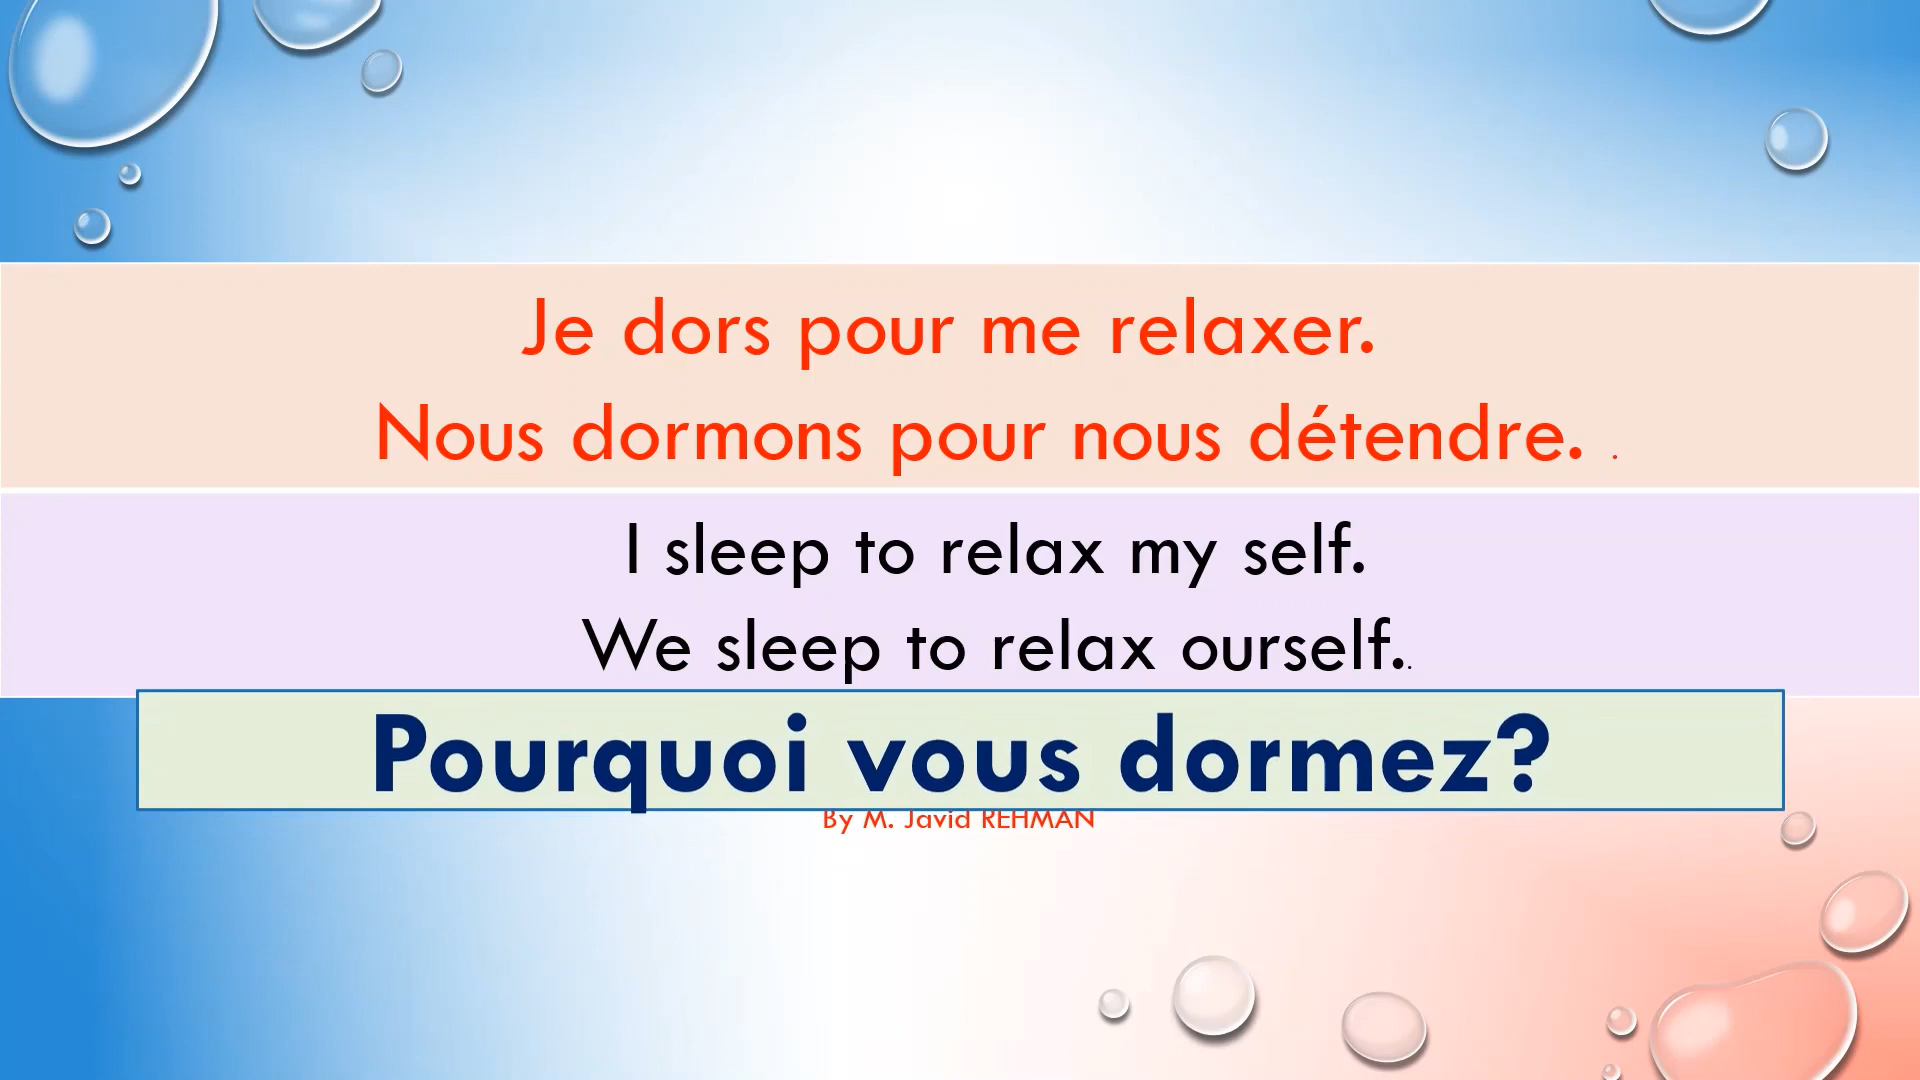 Je dors pour me relaxer.
Nous dormons pour nous détendre. .
I sleep to relax my self.
We sleep to relax ourself..
Pourquoi vous dormez?
By M. Javid REHMAN